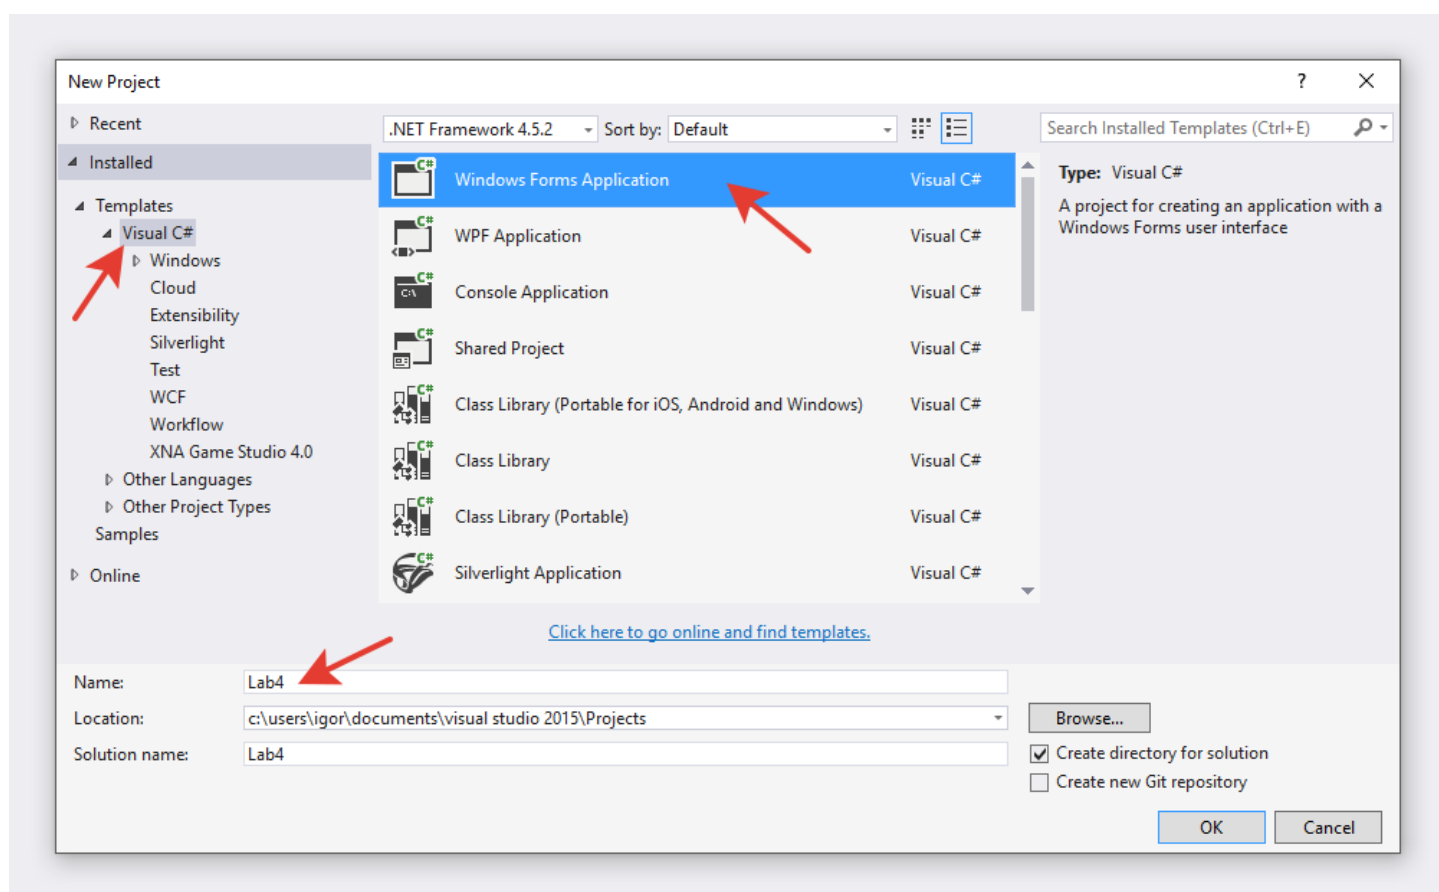 New Project
?
Recent
.NET Framework 4.5.2
Sort by: Default
Search Installed Templates (Ctrl+E)
Installed
Templates
Visual C#
Windows
Cloud
Extensibility
Silverlight
Test
WCF
Workflow
XNA Game Studio 4.0
Other Languages
Other Project Types
Samples
Online
C# Windows Forms Application Visual C#
C# WPF Application Visual C#
C# C:\ Console Application Visual C#
C# Shared Project Visual C#
C# Class Library (Portable for iOS, Android and Windows) Visual C#
C# Class Library Visual C#
C# Class Library (Portable) Visual C#
C# Silverlight Application Visual C#
Type: Visual C#
A project for creating an application with a
Windows Forms user interface
Click here to go online and find templates.
Name: Lab4
Location: c:\users\igor\documents\visual studio 2015\Projects
Browse...
Solution name: Lab4
Create directory for solution
Create new Git repository
OK
Cancel